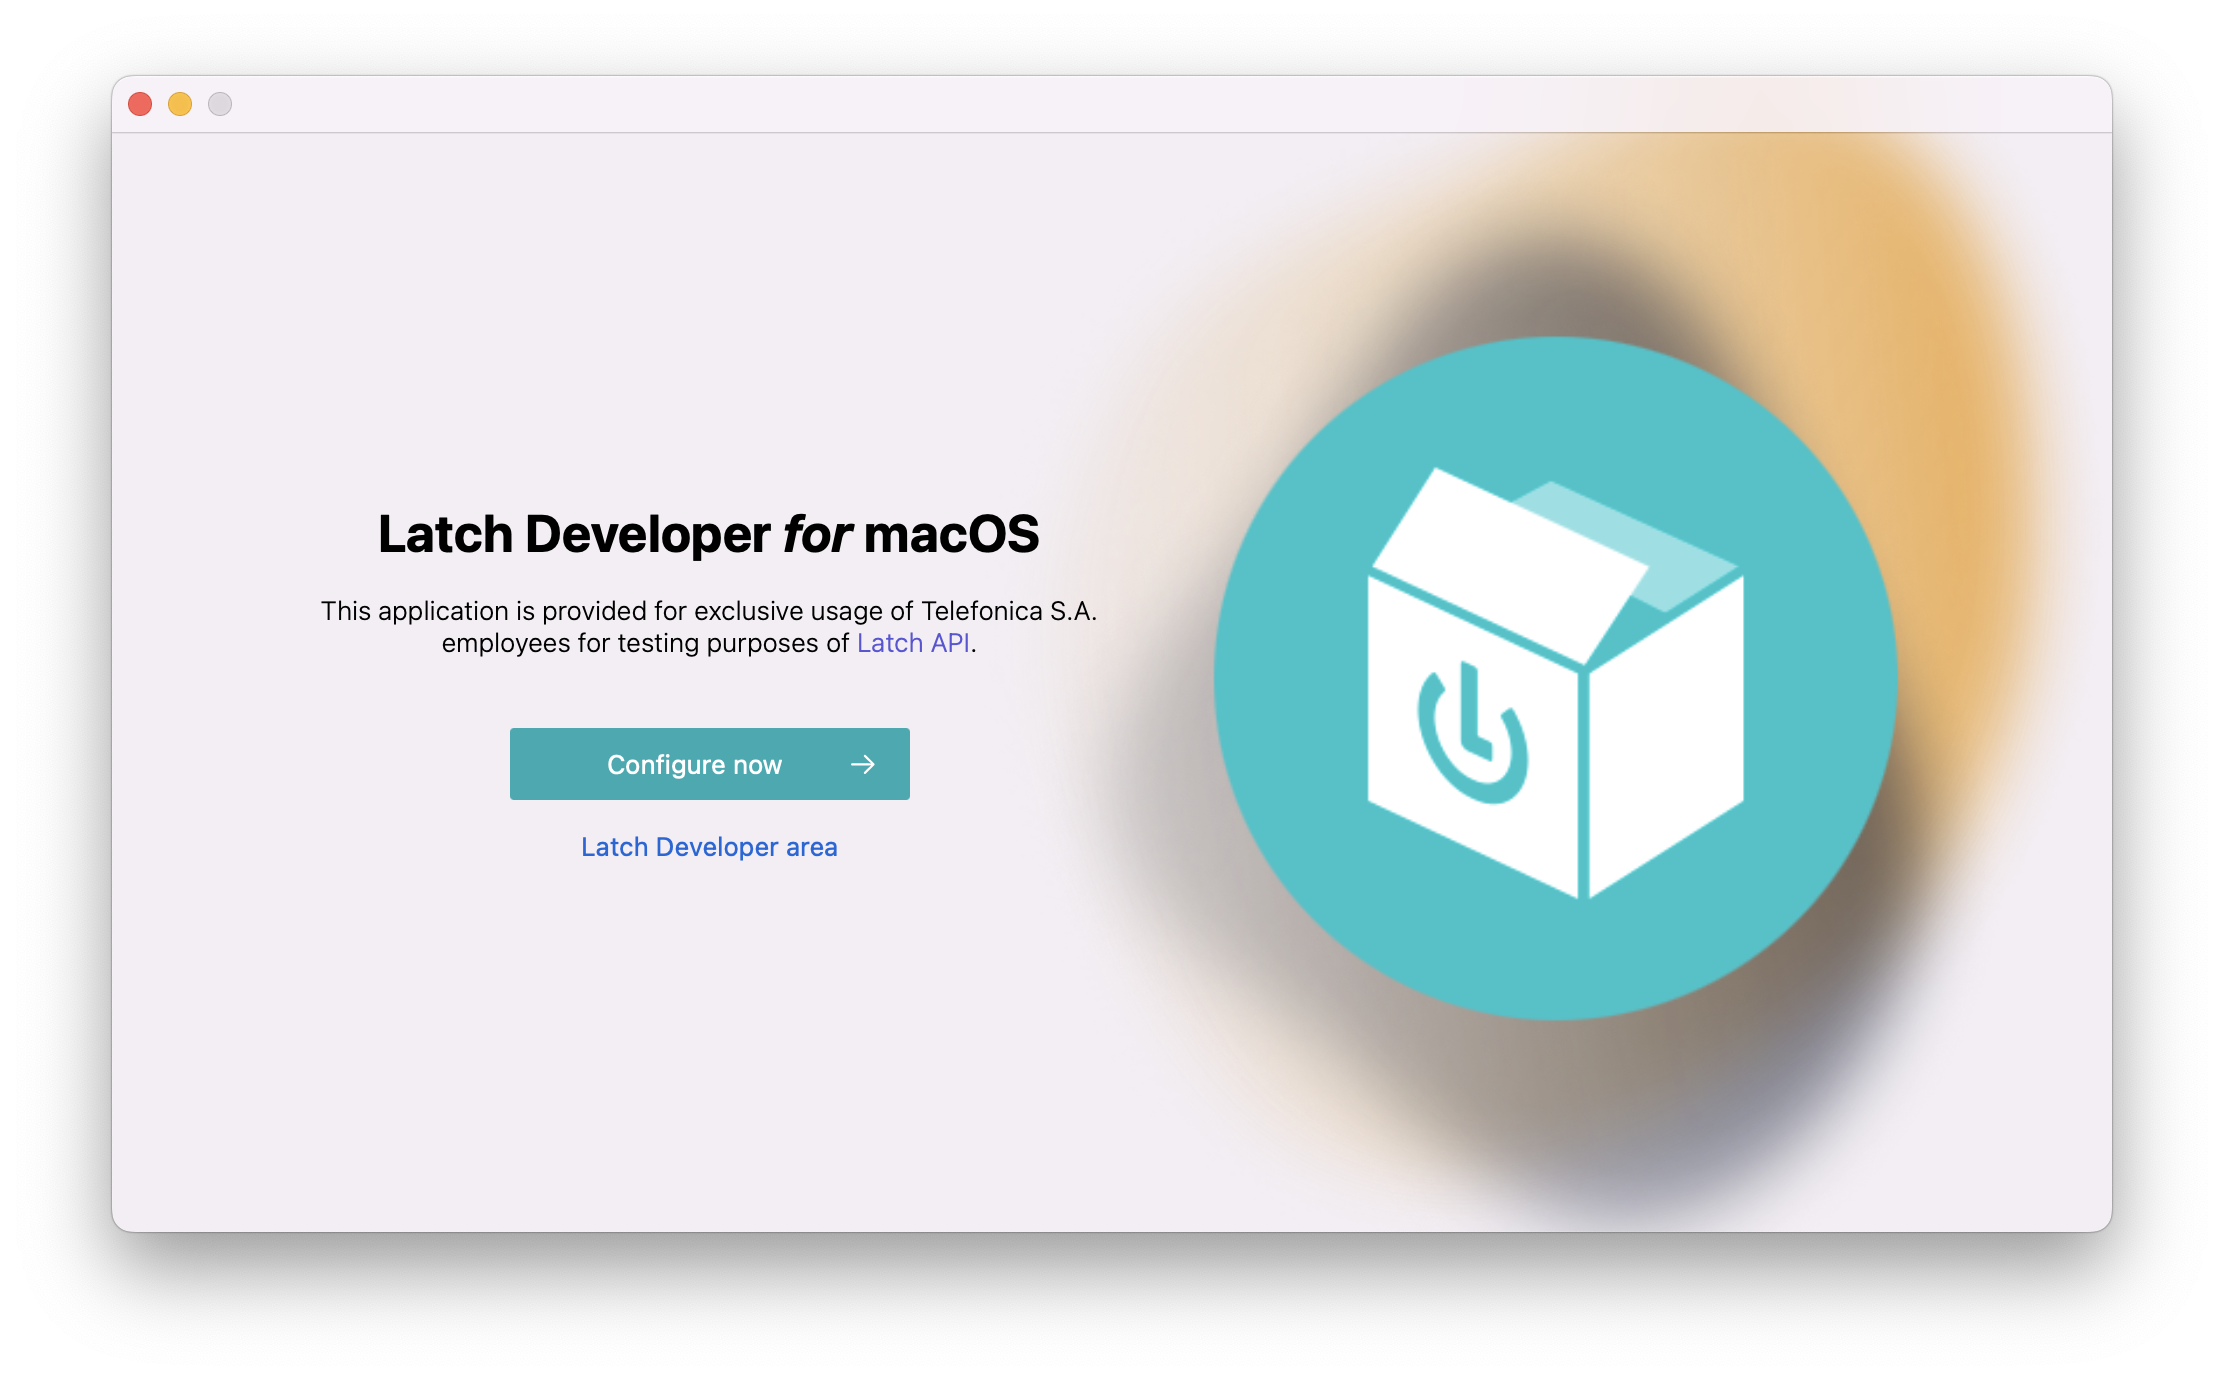 Latch Developer for macOS
This application is provided for exclusive usage of Telefonica S.A.
employees for testing purposes of Latch API.
Configure now
Latch Developer area